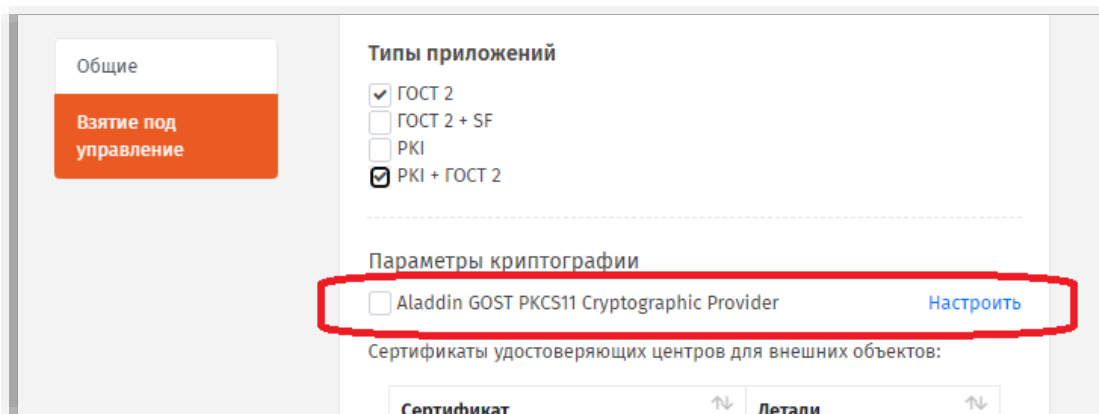 Общие
Взятие под
управление
Типы приложений
ГОСТ 2
ГОСТ 2 + SF
PKI
PKI + ГОСТ 2
Параметры криптографии
Aladdin GOST PKCS11 Cryptographic Provider Настроить
Сертификаты удостоверяющих центров для внешних объектов:
Сертификат Детали